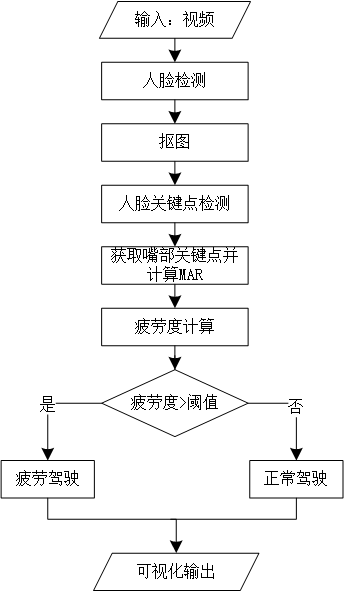 输入：视频
人脸检测
抠图
人脸关键点检测
获取嘴部关键点并
计算MAR
疲劳度计算
疲劳度>阈值
是
否
疲劳驾驶
正常驾驶
可视化输出